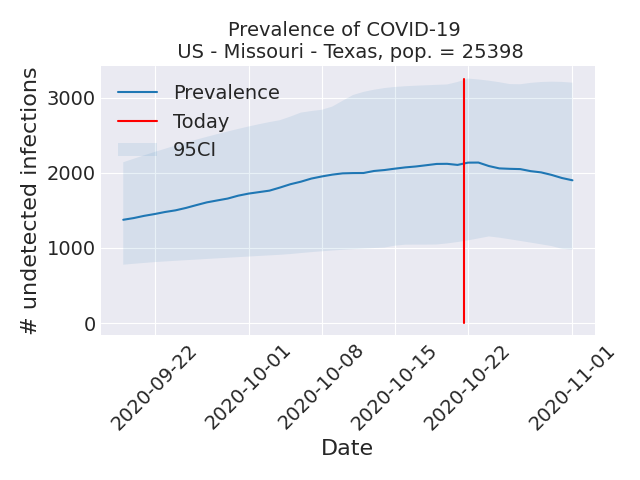 Prevalence of COVID-19
US - Missouri - Texas, pop. = 25398
# undetected infections
3000
2000
1000
0
Prevalence
Today
95CI
2020-09-22
2020-10-01
2020-10-08
2020-10-15
2020-10-22
2020-11-01
Date